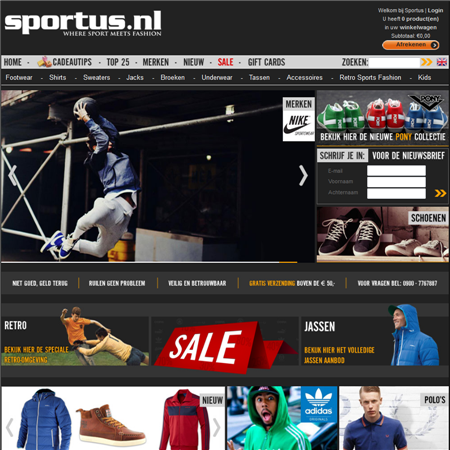 sportus.nl
WHERE SPORT MEETS FASHION
Welkom bij Sportus | Login
U heeft 0 product(en)
in uw winkelwagen
Subtotaal: €0,00
Afrekenen
HOME CADEAUTIPS TOP 25 MERKEN NIEUW SALE GIFT CARDS ZOEKEN:
Footwear Shirts Sweaters Jacks Broeken Underwear Tassen Accessoires Retro Sports Fashion Kids
MERKEN
NIKE
SPORTSWEAR
PONY
BEKIJK HIER DE NIEUWE PONY COLLECTIE
SCHRIJF JE IN: VOOR DE NIEUWSBRIEF
E-mail
Voornaam
Achternaam
SCHOENEN
NIET GOED, GELD TERUG
RUILEN GEEN PROBLEEM
VEILIG EN BETROUWBAAR
GRATIS VERZENDING BOVEN DE € 50,-
VOOR VRAGEN BEL: 0900 - 7767887
RETRO
BEKIJK HIER DE SPECIALE
RETRO-OMGEVING
SALE
JASSEN
BEKIJK HIER HET VOLLEDIGE
JASSEN AANBOD
NIEUW
adidas
POLO'S